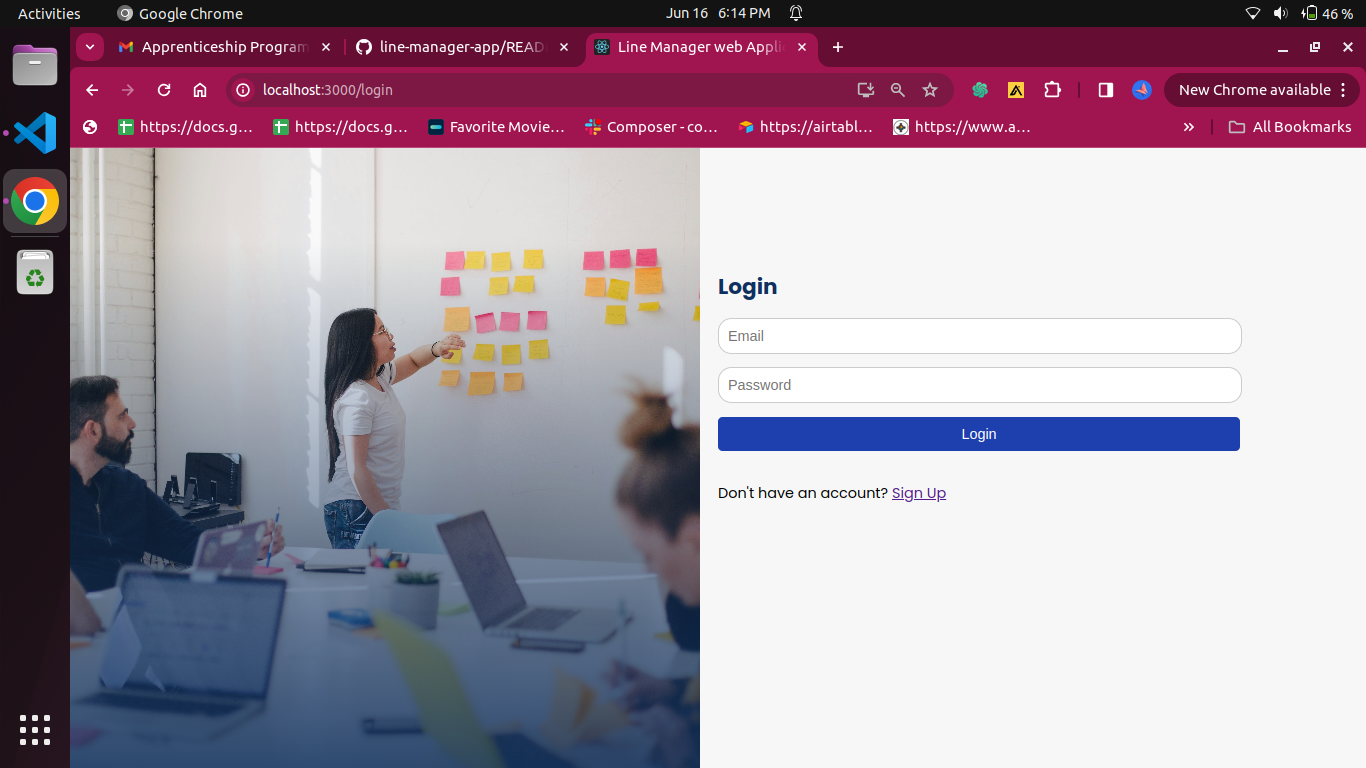 Activities
Google Chrome
Jun 16 6:14 PM
46 %
Apprenticeship Program
line-manager-app/READ
Line Manager web Appli
localhost:3000/login
New Chrome available
https://docs.g…
https://docs.g…
Favorite Movie…
Composer - co…
https://airtabl…
https://www.a…
All Bookmarks
Login
Email
Password
Login
Don't have an account? Sign Up